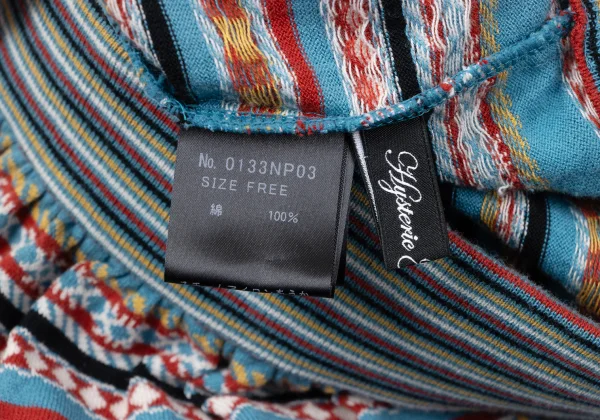 No. 0133NP03
SIZE FREE
綿 100%
Hysteric